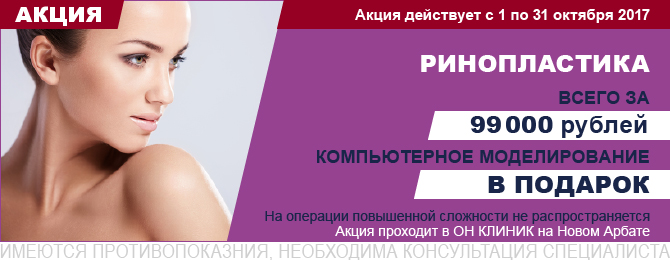 АКЦИЯ
Акция действует с 1 по 31 октября 2017
РИНОПЛАСТИКА
ВСЕГО ЗА
99 000 рублей
КОМПЬЮТЕРНОЕ МОДЕЛИРОВАНИЕ
В ПОДАРОК
На операции повышенной сложности не распространяется
Акция проходит в ОН КЛИНИК на Новом Арбате
ИМЕЮТСЯ ПРОТИВОПОКАЗНИЯ, НЕОБХОДИМА КОНСУЛЬТАЦИЯ СПЕЦИАЛИСТА